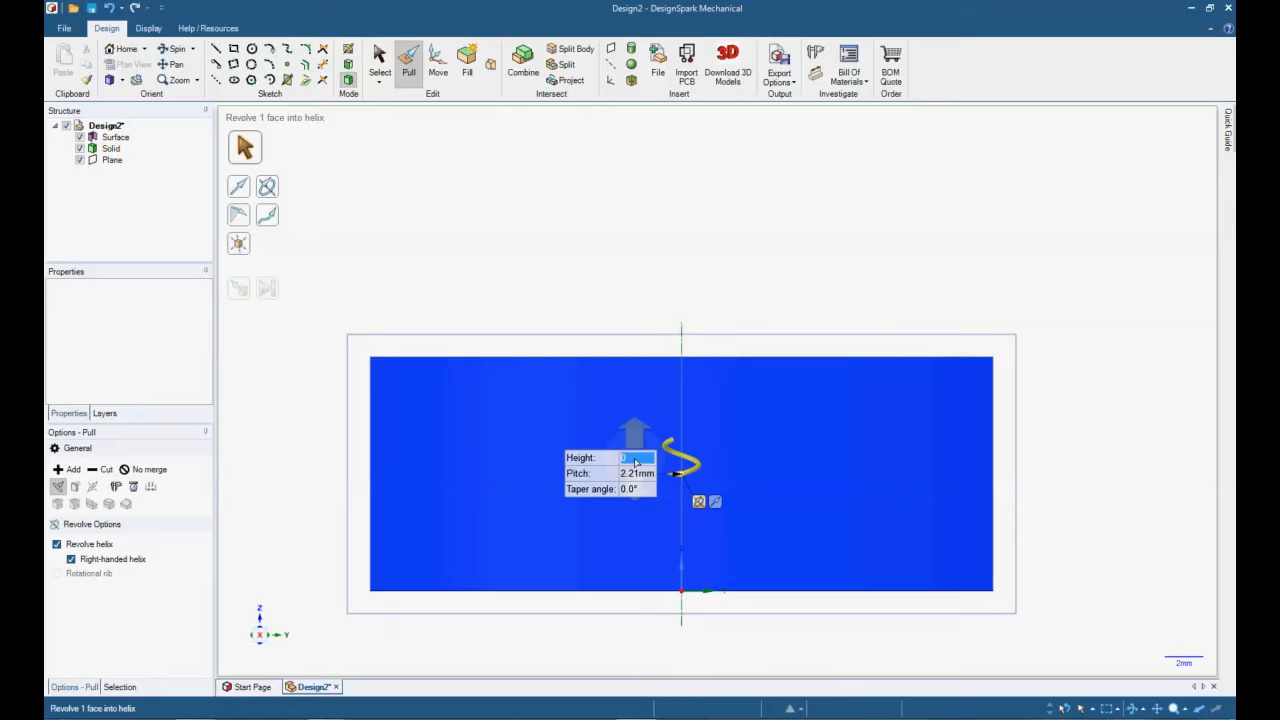 Design2 - DesignSpark Mechanical
File Design Display Help / Resources
Paste
Home Spin
Plan View Pan
Zoom
Select Pull Move Fill
Combine
Split Body
Split
Project
File Import PCB Download 3D Models
Export Options
Bill Of Materials
BOM Quote
Clipboard Orient Sketch Mode Edit Intersect Insert Output Investigate Order
Structure
Design2*
Surface
Solid
Plane
Properties
Properties Layers
Options - Pull
General
Add Cut No merge
Revolve Options
Revolve helix
Right-handed helix
Rotational rib
Options - Pull Selection
Revolve 1 face into helix
Quick Guide
Height: 0
Pitch: 2.21mm
Taper angle: 0.0°
Z
X Y
2mm
Start Page Design2*
Revolve 1 face into helix